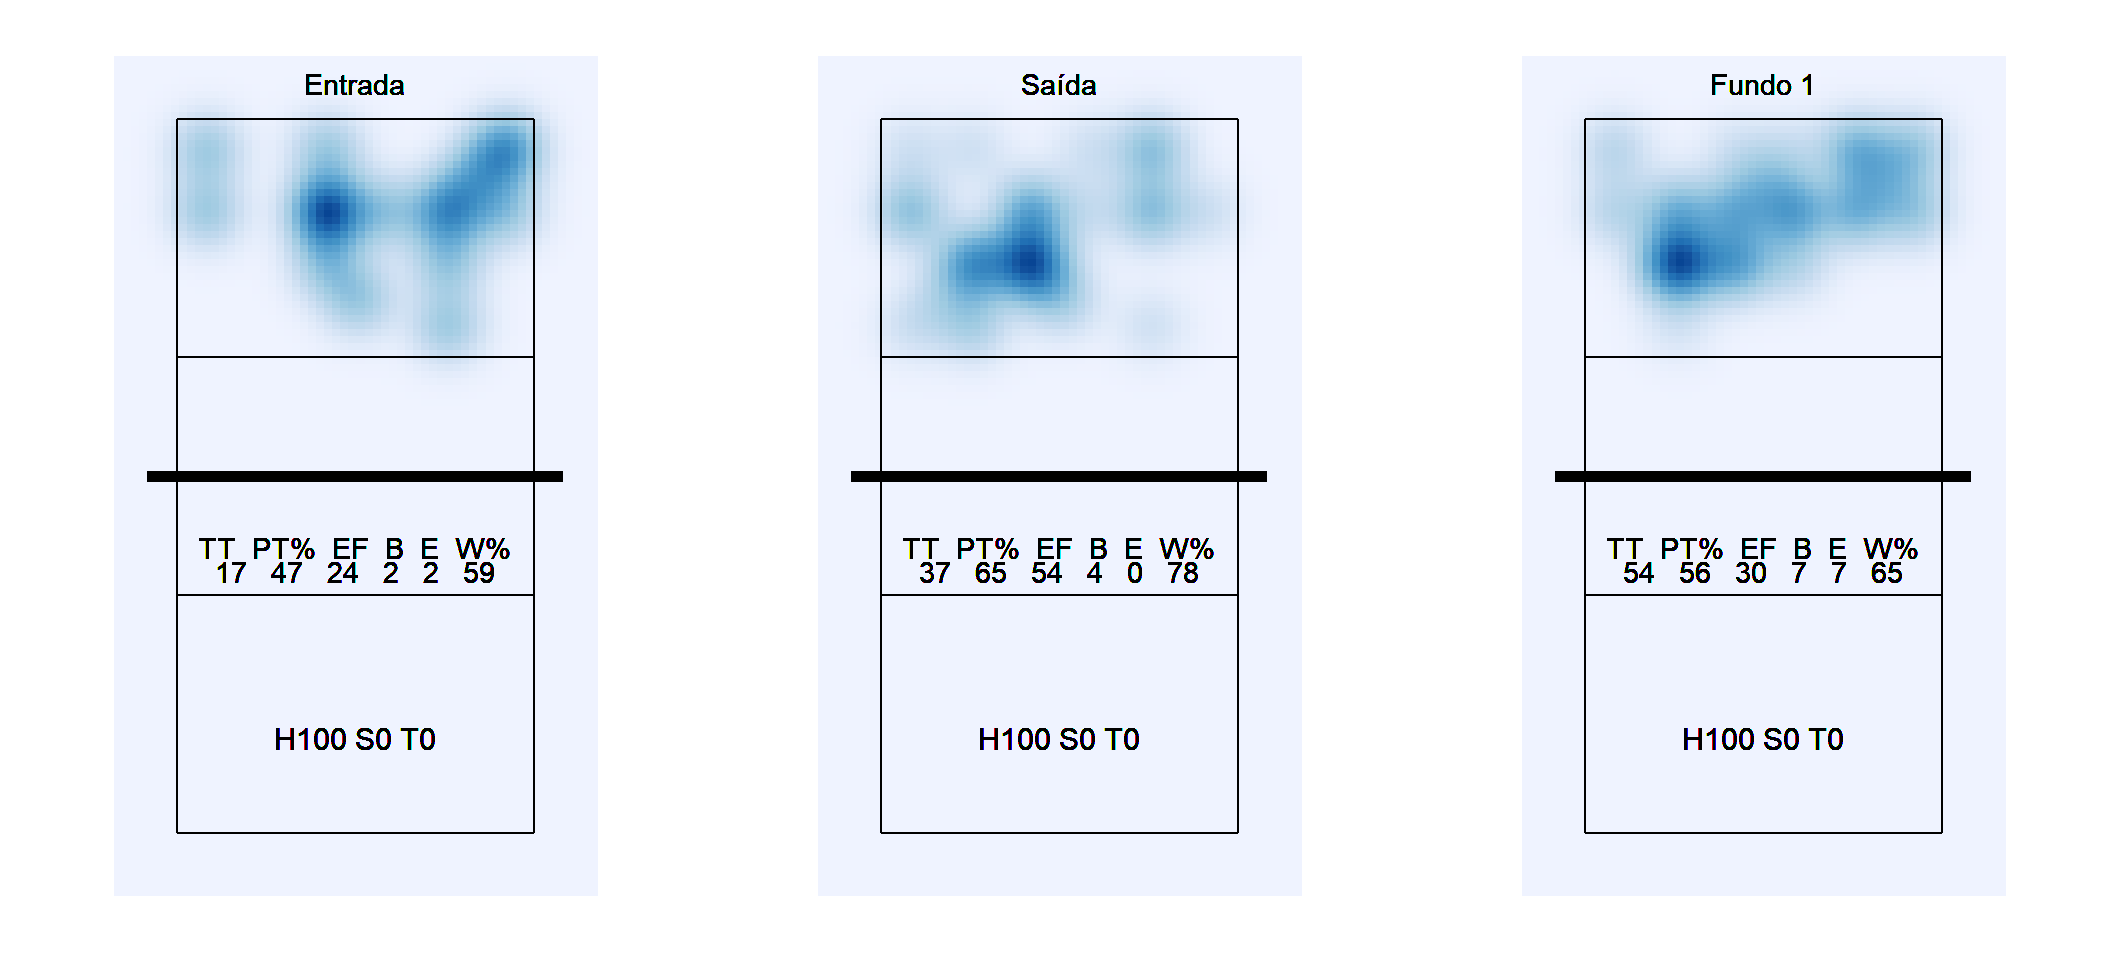 Entrada
TT PT% EF B E W%
17 47 24 2 2 59
H100 S0 T0
Saída
TT PT% EF B E W%
37 65 54 4 0 78
H100 S0 T0
Fundo 1
TT PT% EF B E W%
54 56 30 7 7 65
H100 S0 T0